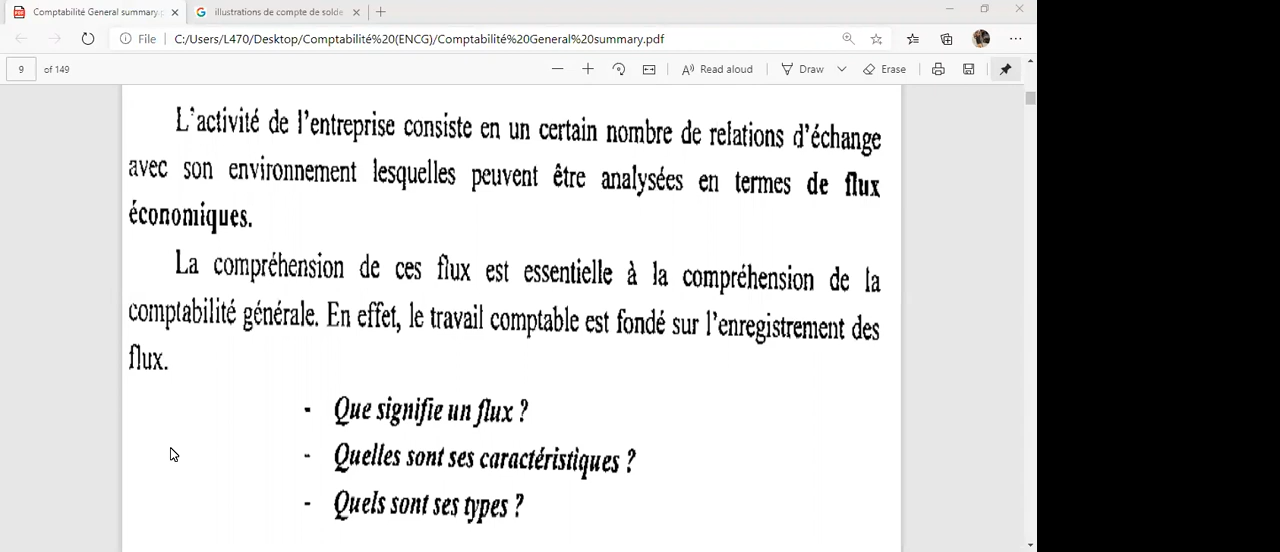 Comptabilité General summary.p
illustrations de compte de solde
File
C:/Users/L470/Desktop/Comptabilité%20(ENCG)/Comptabilité%20General%20summary.pdf
9 of 149
Read aloud
Draw
Erase
L'activité de l'entreprise consiste en un certain nombre de relations d'échange
avec son environnement lesquelles peuvent être analysées en termes de flux
économiques.
La compréhension de ces flux est essentielle à la compréhension de la
comptabilité générale. En effet, le travail comptable est fondé sur l'enregistrement des
flux.
- Que signifie un flux ?
- Quelles sont ses caractéristiques ?
- Quels sont ses types ?